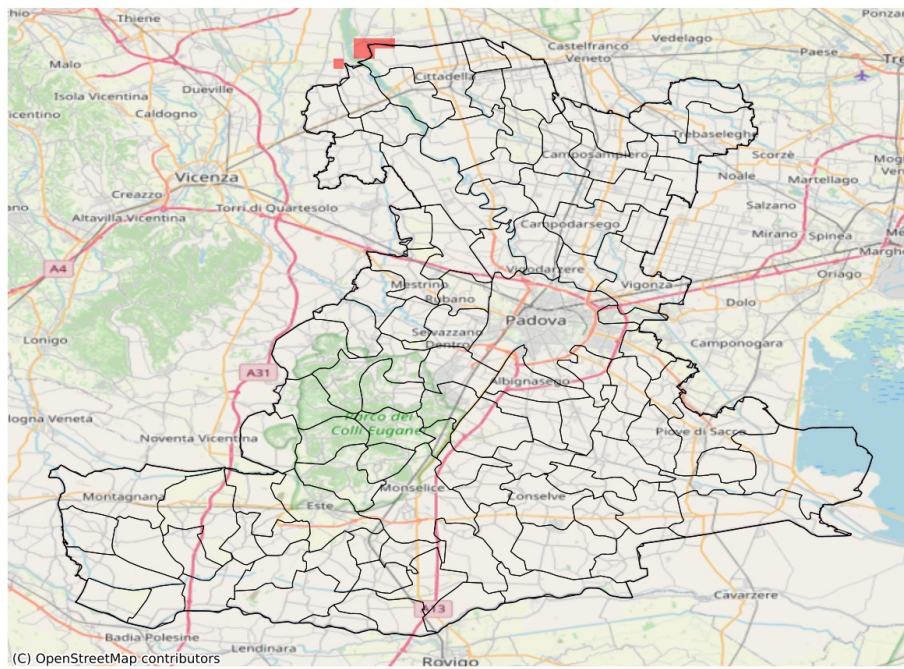 Thiene
Vedelago
Castelfranco
Veneto
Paese
Malo
Cittadella
Dueville
Isola Vicentina
Caldogno
Trebaseleghe
Camposampiero
Scorzè
Vicenza
Noale
Martellago
Creazzo
Salzano
Altavilla Vicentina
Torri di Quartesolo
Campodarsego
Mirano
Spinea
A4
Vigodarzere
Oriago
Mestrino
Vigonza
Rubano
Dolo
Padova
Selvazzano
Dentro
Lonigo
Camponogara
A31
Albignasego
Parco dei
Colli Eugane
ologna Veneta
Noventa Vicentina
Piove di Sacco
Montagnana
Monselice
Conselve
Este
Cavarzere
A13
Badia Polesine
Lendinara
Rovigo
(C) OpenStreetMap contributors